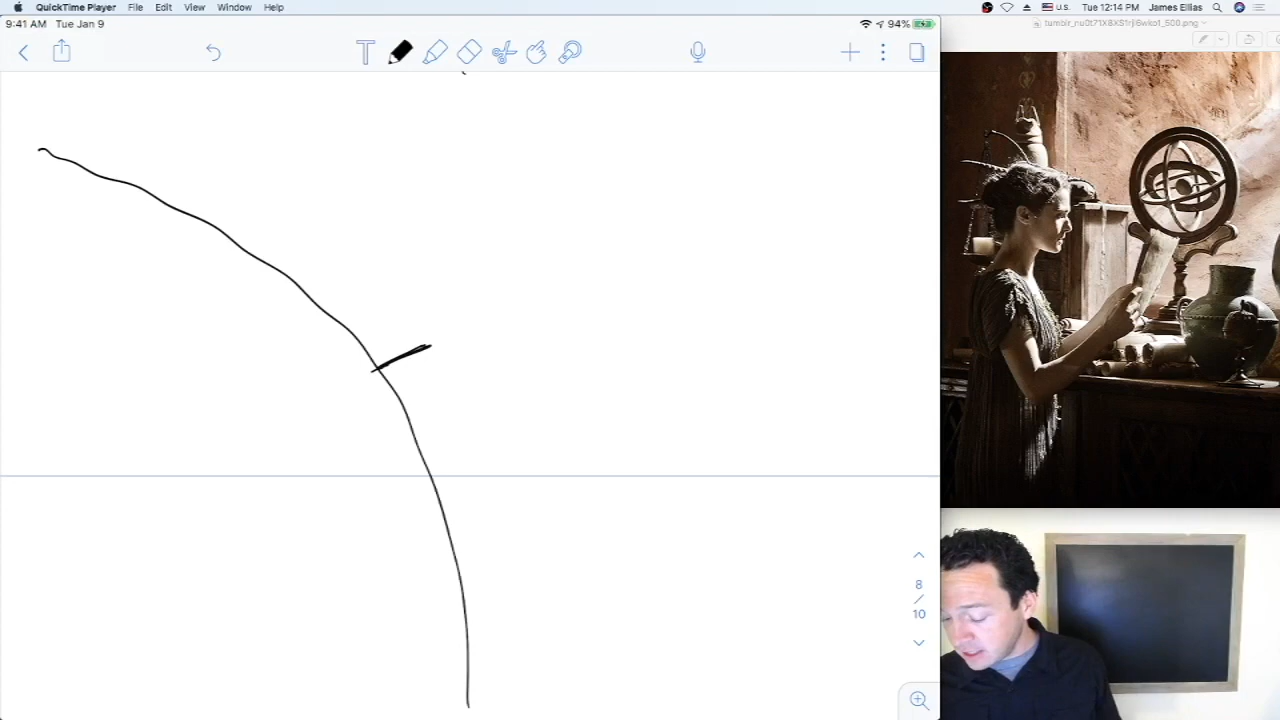 QuickTime Player File Edit View Window Help
U.S. Tue 12:14 PM James Ellias
9:41 AM Tue Jan 9
94%
T
8
/
10